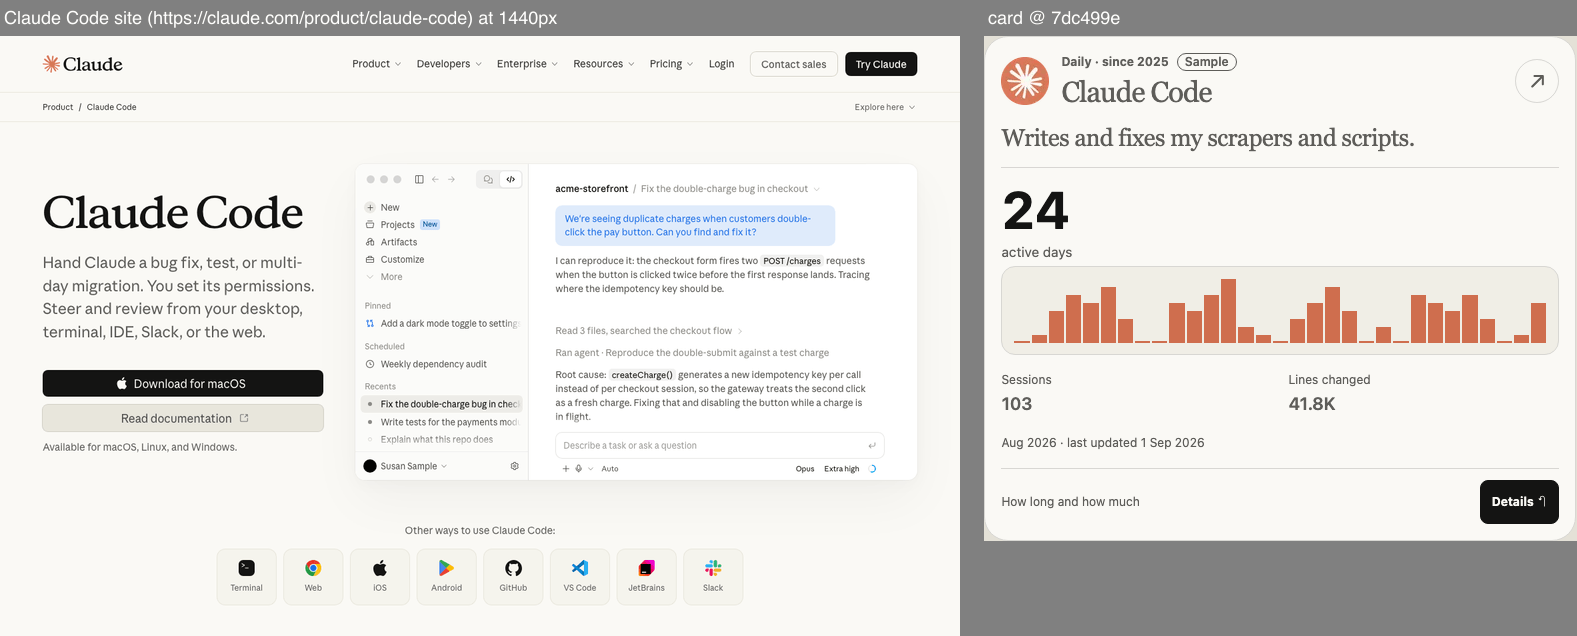 Claude Code site (https://claude.com/product/claude-code) at 1440px
Claude
Product
Developers
Enterprise
Resources
Pricing
Login
Contact sales
Try Claude
Product / Claude Code
Explore here
Claude Code
Hand Claude a bug fix, test, or multi-
day migration. You set its permissions.
Steer and review from your desktop,
terminal, IDE, Slack, or the web.
Download for macOS
Read documentation
Available for macOS, Linux, and Windows.
New
Projects New
Artifacts
Customize
More
Pinned
Add a dark mode toggle to settings
Scheduled
Weekly dependency audit
Recents
Fix the double-charge bug in chec
Write tests for the payments mod
Explain what this repo does
Susan Sample
acme-storefront / Fix the double-charge bug in checkout
We're seeing duplicate charges when customers double-
click the pay button. Can you find and fix it?
I can reproduce it: the checkout form fires two POST /charges requests
when the button is clicked twice before the first response lands. Tracing
where the idempotency key should be.
Read 3 files, searched the checkout flow
Ran agent · Reproduce the double-submit against a test charge
Root cause: createCharge() generates a new idempotency key per call
instead of per checkout session, so the gateway treats the second click
as a fresh charge. Fixing that and disabling the button while a charge is
in flight.
Describe a task or ask a question
Auto
Opus
Extra high
Other ways to use Claude Code:
Terminal
Web
iOS
Android
GitHub
VS Code
JetBrains
Slack
card @ 7dc499e
Daily · since 2025 Sample
Claude Code
Writes and fixes my scrapers and scripts.
24
active days
Sessions
103
Lines changed
41.8K
Aug 2026 · last updated 1 Sep 2026
How long and how much
Details